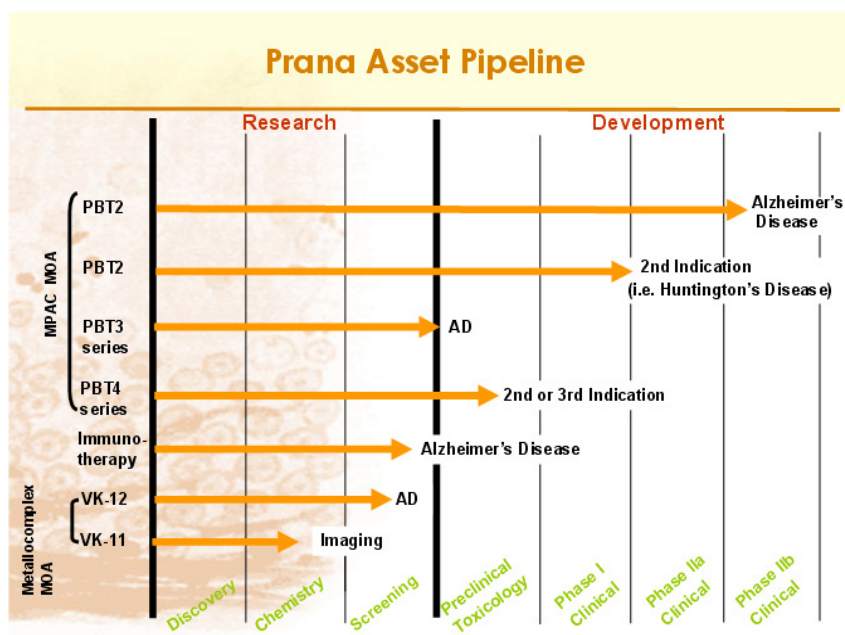 Prana Asset Pipeline
Research
Development
MPAC MOA
PBT2
Alzheimer's
Disease
PBT2
2nd Indication
(i.e. Huntington's Disease)
PBT3
series
AD
PBT4
series
2nd or 3rd Indication
Immuno-
therapy
Alzheimer's Disease
Metallocomplex
MOA
VK-12
AD
VK-11
Imaging
Discovery
Chemistry
Screening
Preclinical
Toxicology
Phase I
Clinical
Phase IIa
Clinical
Phase IIb
Clinical